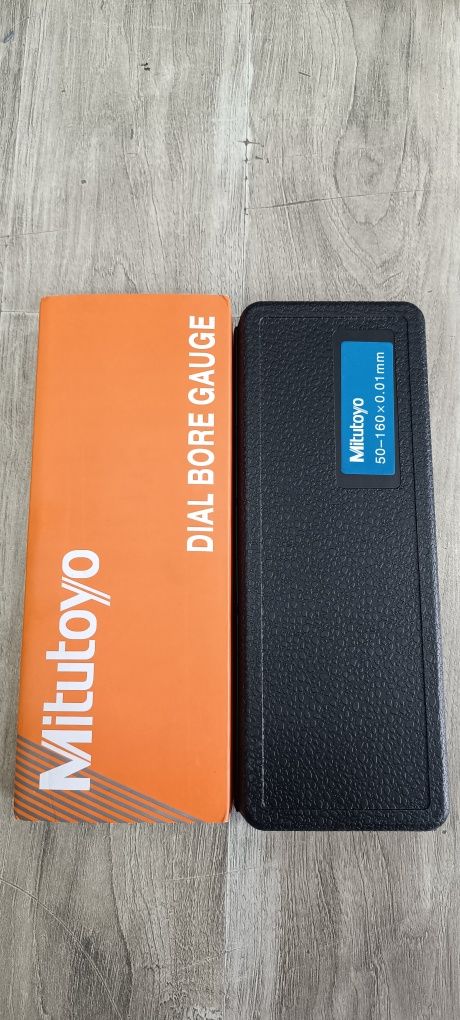 Mitutoyo
DIAL BORE GAUGE
Mitutoyo
50-160 x 0.01mm